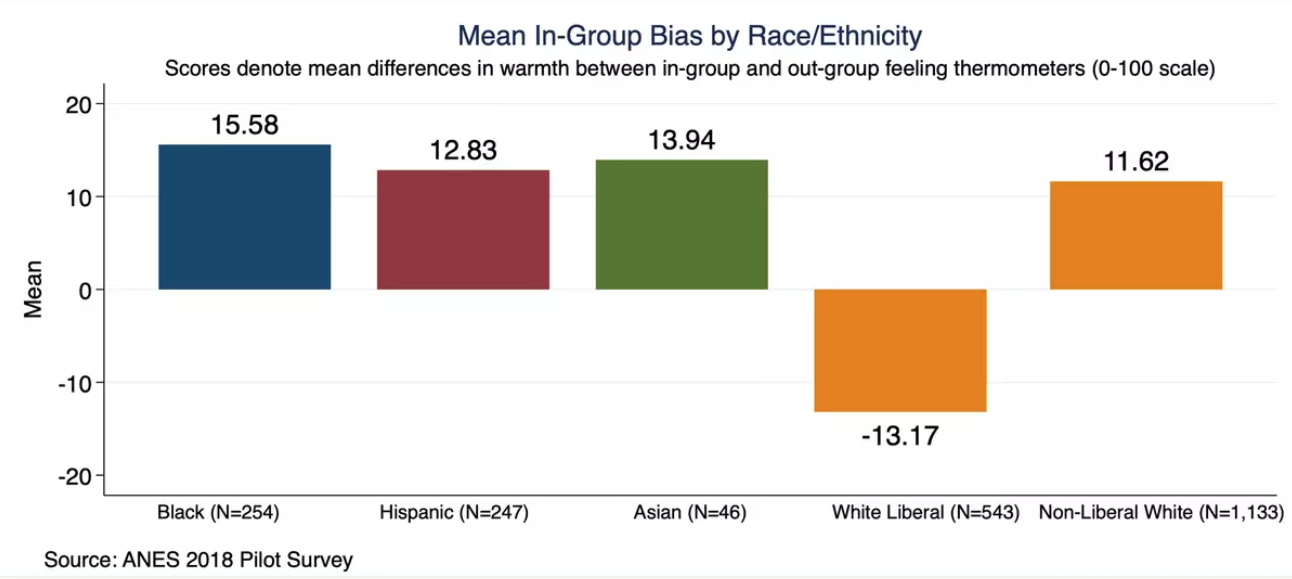 Mean In-Group Bias by Race/Ethnicity
Scores denote mean differences in warmth between in-group and out-group feeling thermometers (0-100 scale)
20
15.58
12.83
13.94
11.62
10
Mean
0
-10
-13.17
-20
Black (N=254) Hispanic (N=247) Asian (N=46) White Liberal (N=543) Non-Liberal White (N=1,133)
Source: ANES 2018 Pilot Survey